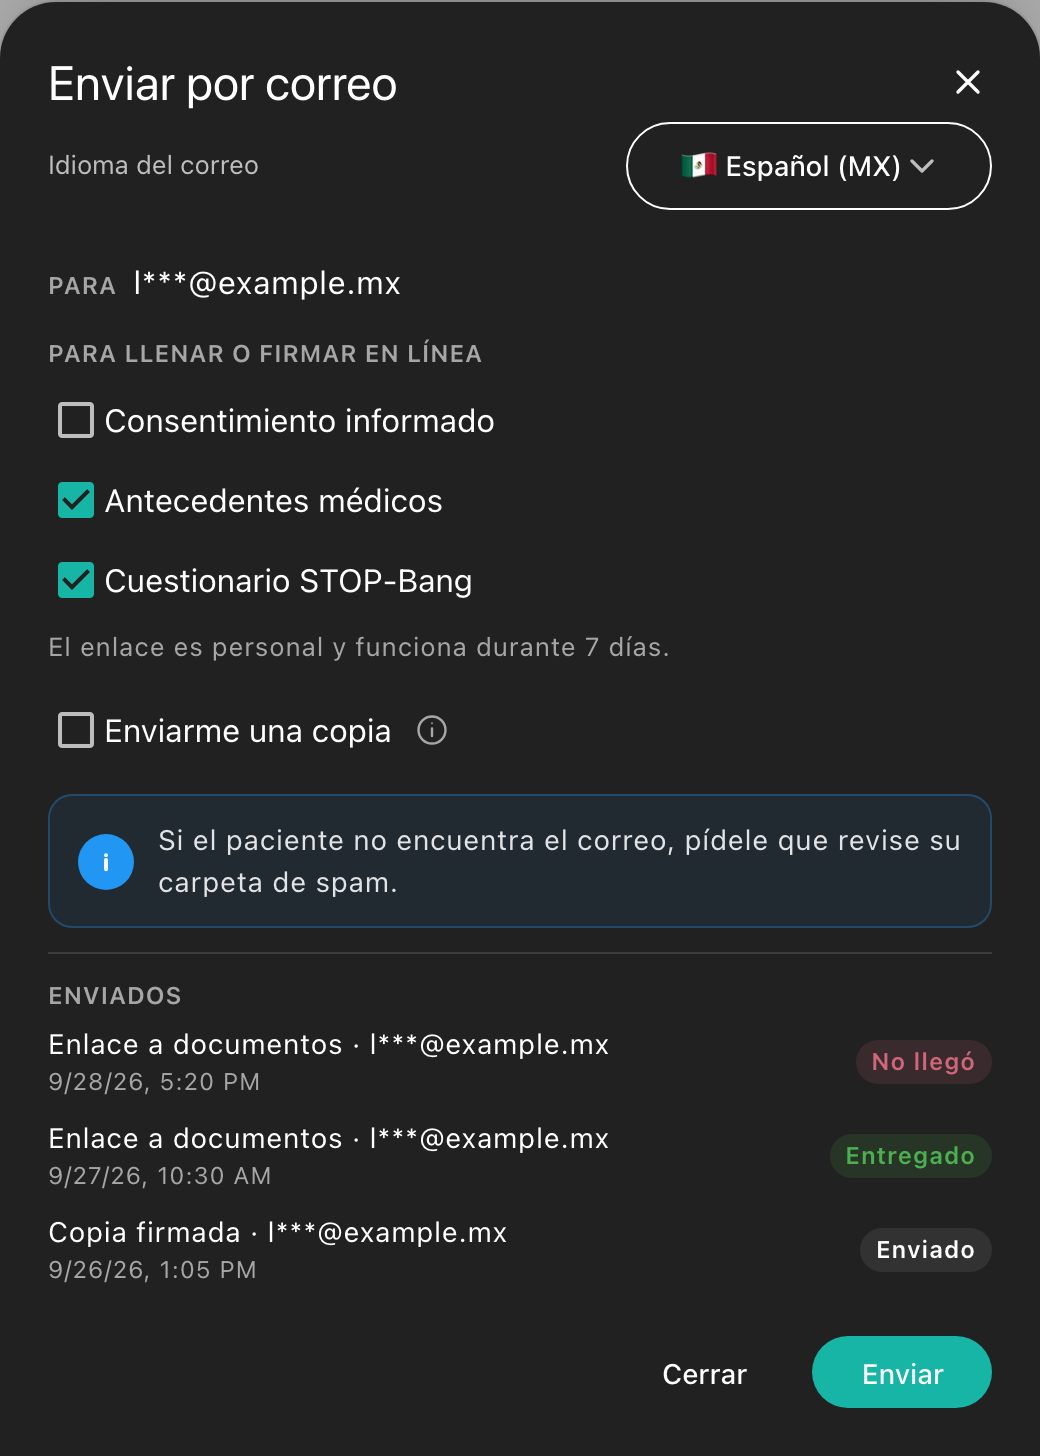 Enviar por correo
Idioma del correo
Español (MX)
PARA l***@example.mx
PARA LLENAR O FIRMAR EN LÍNEA
Consentimiento informado
Antecedentes médicos
Cuestionario STOP-Bang
El enlace es personal y funciona durante 7 días.
Enviarme una copia
Si el paciente no encuentra el correo, pídele que revise su
carpeta de spam.
ENVIADOS
Enlace a documentos · l***@example.mx
9/28/26, 5:20 PM
No llegó
Enlace a documentos · l***@example.mx
9/27/26, 10:30 AM
Entregado
Copia firmada · l***@example.mx
9/26/26, 1:05 PM
Enviado
Cerrar
Enviar